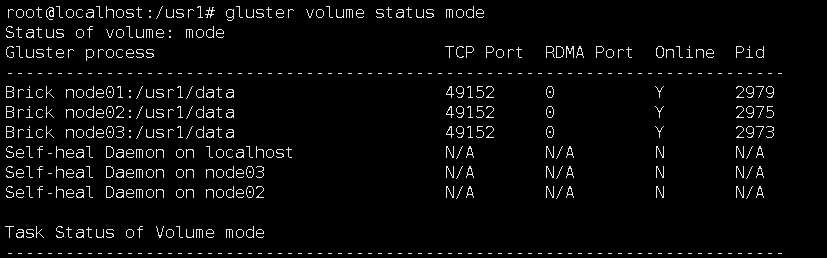 root@localhost:/usr1# gluster volume status mode
Status of volume: mode
Gluster process                             TCP Port  RDMA Port  Online  Pid
------------------------------------------------------------------------------
Brick node01:/usr1/data                     49152     0          Y       2979
Brick node02:/usr1/data                     49152     0          Y       2975
Brick node03:/usr1/data                     49152     0          Y       2973
Self-heal Daemon on localhost               N/A       N/A        N       N/A
Self-heal Daemon on node03                  N/A       N/A        N       N/A
Self-heal Daemon on node02                  N/A       N/A        N       N/A

Task Status of Volume mode
------------------------------------------------------------------------------